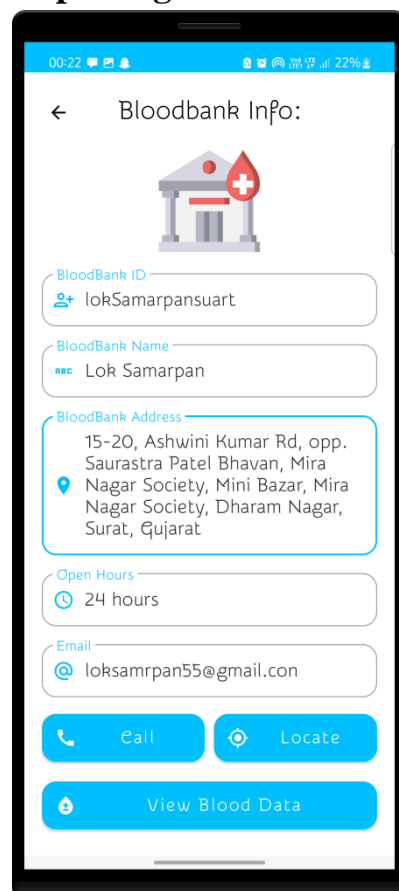 00:22 22%
Bloodbank Info:
BloodBank ID
lokSamarpansuart
BloodBank Name
ABC Lok Samarpan
BloodBank Address
15-20, Ashwini Kumar Rd, opp.
Saurastra Patel Bhavan, Mira
Nagar Society, Mini Bazar, Mira
Nagar Society, Dharam Nagar,
Surat, Gujarat
Open Hours
24 hours
Email
@ loksamrpan55@gmail.con
Call Locate
View Blood Data